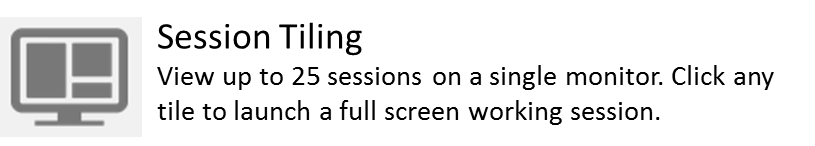 Session Tiling
View up to 25 sessions on a single monitor. Click any
tile to launch a full screen working session.